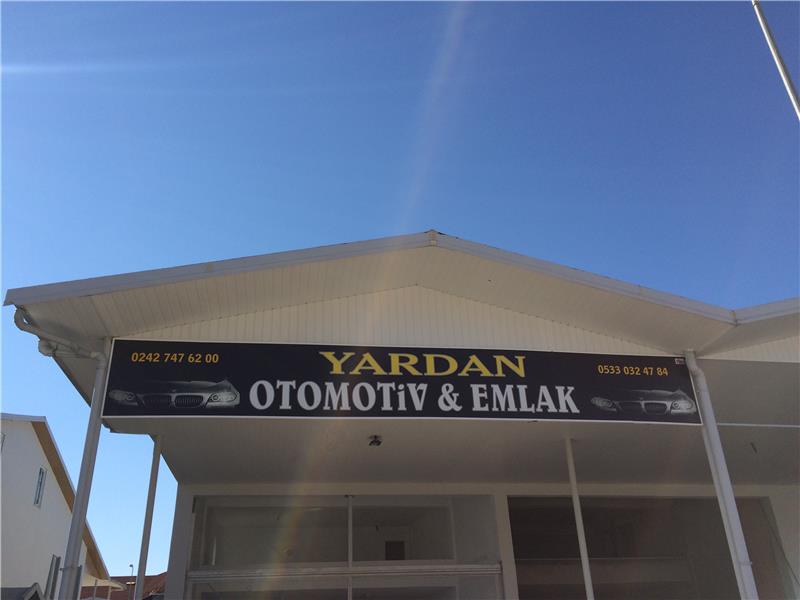 0242 747 62 00
YARDAN
0533 032 47 84
OTOMOTiV & EMLAK